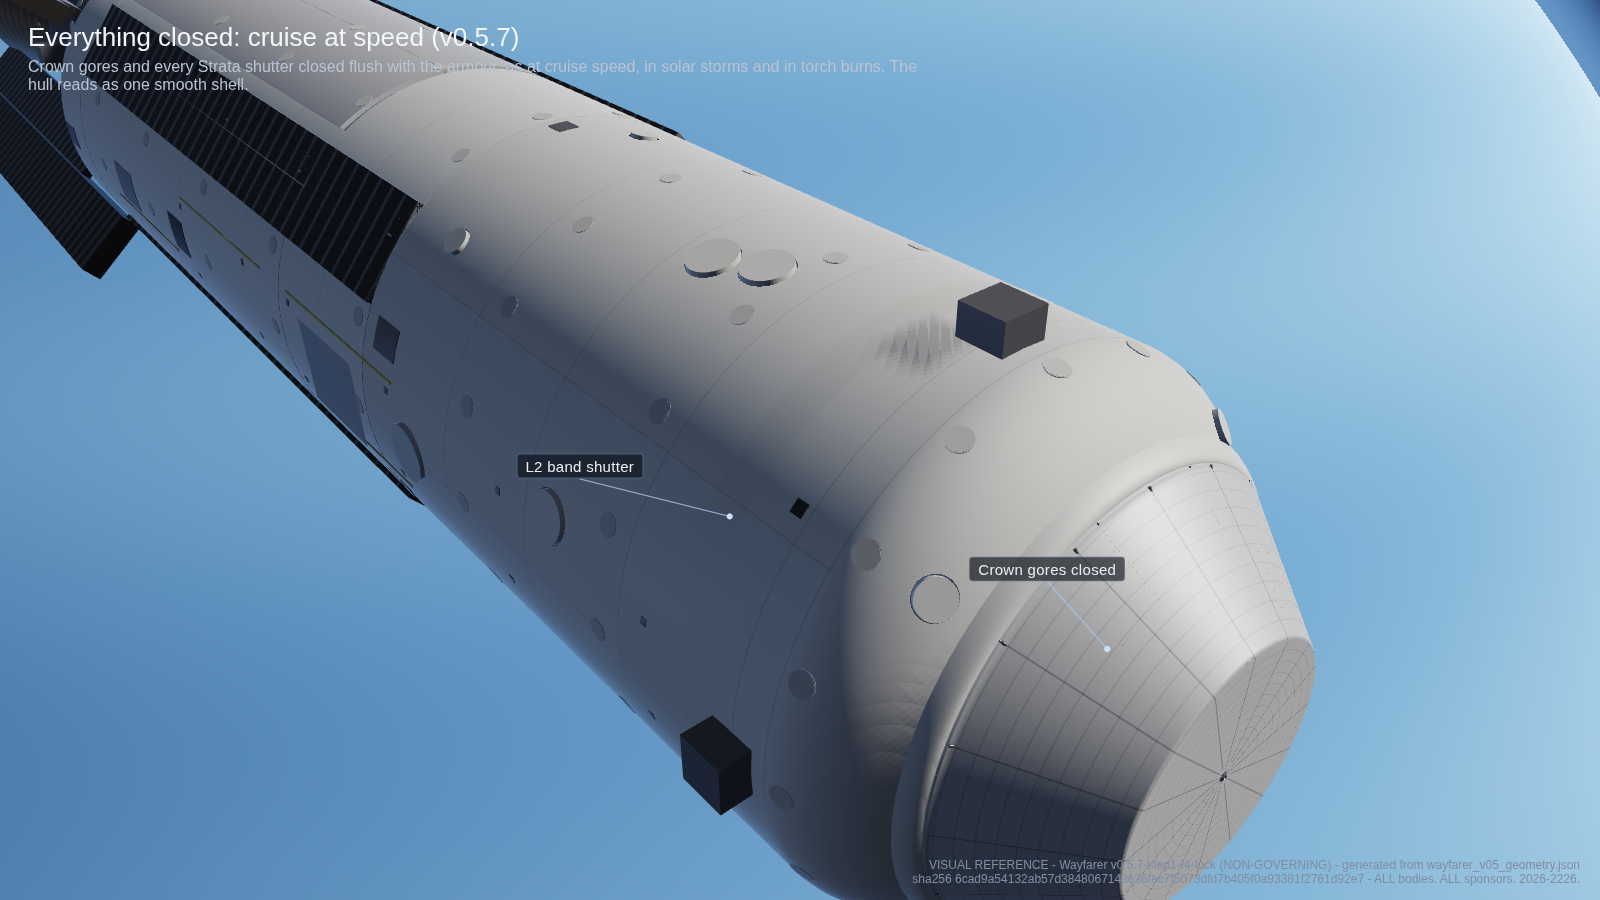 Everything closed: cruise at speed (v0.5.7)
Crown gores and every Strata shutter closed flush with the armour, as at cruise speed, in solar storms and in torch burns. The
hull reads as one smooth shell.
L2 band shutter
Crown gores closed
VISUAL REFERENCE - Wayfarer (NON-GOVERNING) - generated from wayfarer_v05_geometry.json
sha256 - ALL bodies. ALL sponsors. 2026-2226.